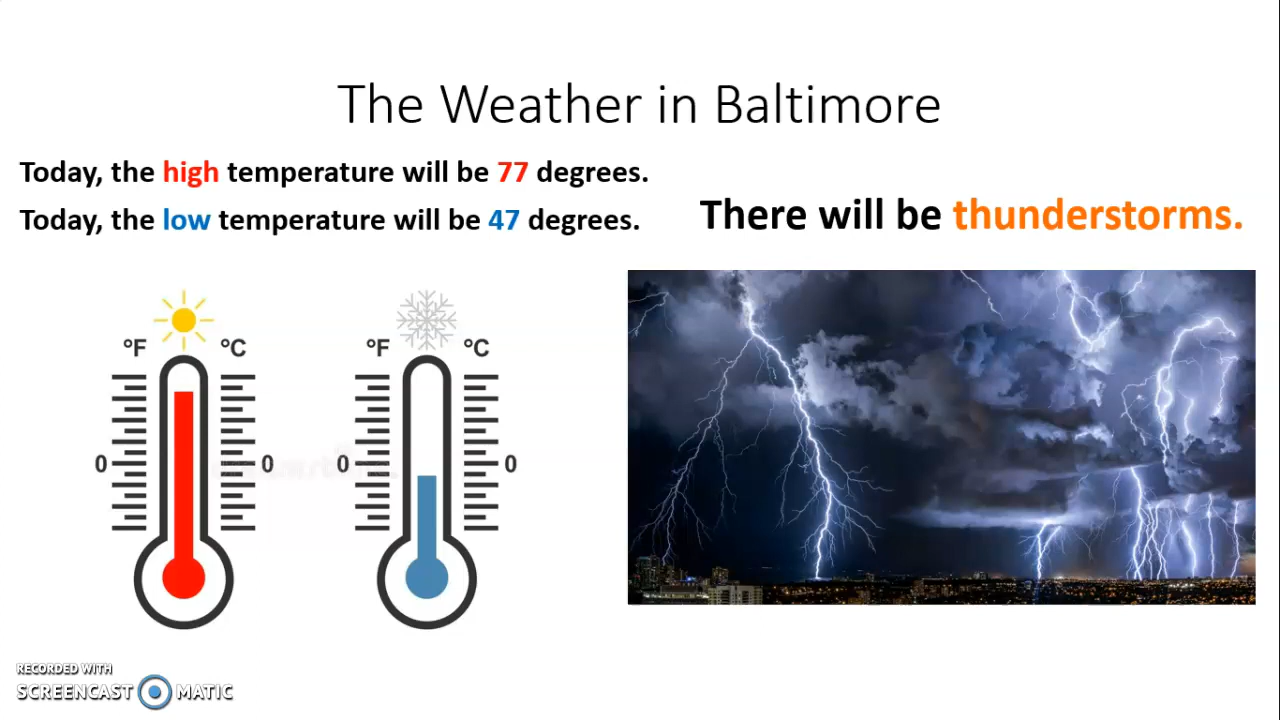 The Weather in Baltimore
Today, the high temperature will be 77 degrees.
Today, the low temperature will be 47 degrees.
There will be thunderstorms.
°F °C
0 0
°F °C
0 0
RECORDED WITH
SCREENCAST MATIC